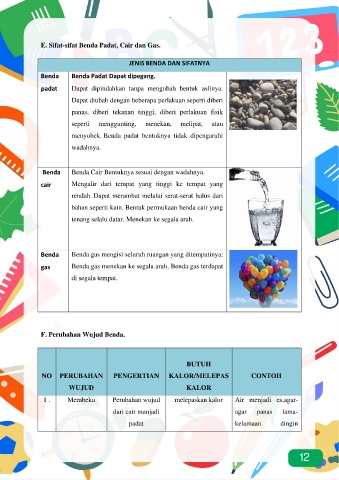 E. Sifat-sifat Benda Padat, Cair dan Gas.
JENIS BENDA DAN SIFATNYA
Benda padat
Benda Padat Dapat dipegang.
Dapat dipindahkan tanpa mengubah bentuk aslinya.
Dapat diubah dengan beberapa perlakuan seperti diberi
panas, diberi tekanan tinggi, diberi perlakuan fisik
seperti menggunting, menekan, melipat, atau
menyobek. Benda padat bentuknya tidak dipengaruhi
wadahnya.
Benda cair
Benda Cair Bentuknya sesuai dengan wadahnya.
Mengalir dari tempat yang tinggi ke tempat yang
rendah. Dapat merambat melalui serat-serat halus dari
bahan seperti kain. Bentuk permukaan benda cair yang
tenang selalu datar. Menekan ke segala arah.
Benda gas
Benda gas mengisi seluruh ruangan yang ditempatinya:
Benda gas menekan ke segala arah. Benda gas terdapat
di segala tempat.
F. Perubahan Wujud Benda.
NO
PERUBAHAN WUJUD
PENGERTIAN
BUTUH KALOR/MELEPAS KALOR
CONTOH
1 .
Membeku
Perubahan wujud
dari cair manjadi
padat
melepaskan kalor
Air menjadi es,agar-
agar panas lama-
kelamaan dingin
12